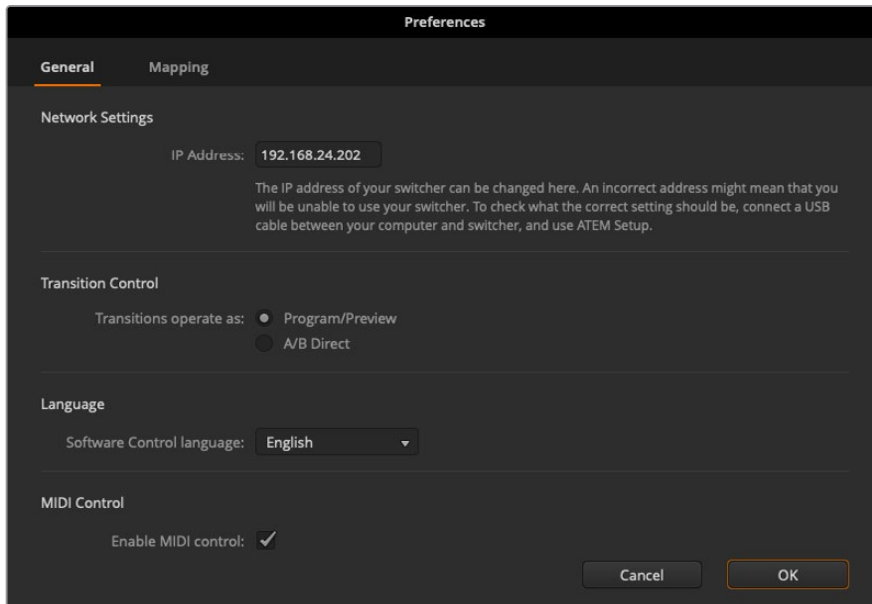 Preferences
General Mapping
Network Settings
IP Address: 192.168.24.202
The IP address of your switcher can be changed here. An incorrect address might mean that you
will be unable to use your switcher. To check what the correct setting should be, connect a USB
cable between your computer and switcher, and use ATEM Setup.
Transition Control
Transitions operate as: Program/Preview
A/B Direct
Language
Software Control language: English
MIDI Control
Enable MIDI control:
Cancel OK